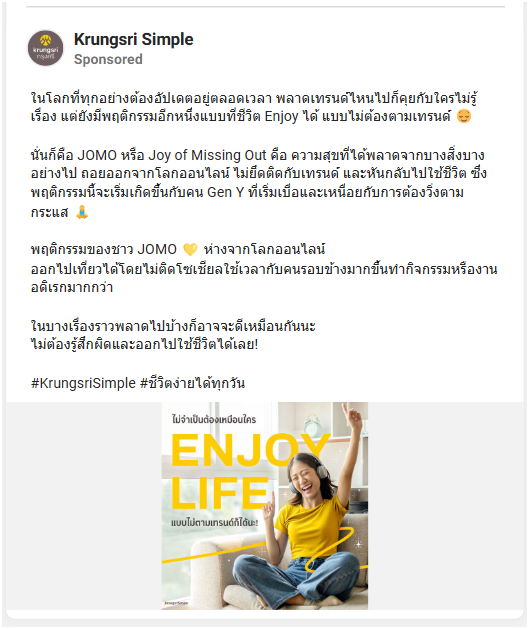 krungsri
กรุงศรี
Krungsri Simple
Sponsored
ในโลกที่ทุกอย่างต้องอัปเดตอยู่ตลอดเวลา พลาดเทรนด์ไหนไปก็คุยกับใครไม่รู้
เรื่อง แต่ยังมีพฤติกรรมอีกหนึ่งแบบที่ชีวิต Enjoy ได้ แบบไม่ต้องตามเทรนด์ 😌
นั่นก็คือ JOMO หรือ Joy of Missing Out คือ ความสุขที่ได้พลาดจากบางสิ่งบาง
อย่างไป ถอยออกจากโลกออนไลน์ ไม่ยึดติดกับเทรนด์ และหันกลับไปใช้ชีวิต ซึ่ง
พฤติกรรมนี้จะเริ่มเกิดขึ้นกับคน Gen Y ที่เริ่มเบื่อและเหนื่อยกับการต้องวิ่งตาม
กระแส 🙏
พฤติกรรมของชาว JOMO 💛 ห่างจากโลกออนไลน์
ออกไปเที่ยวได้โดยไม่ติดโซเชียลใช้เวลากับคนรอบข้างมากขึ้นทำกิจกรรมหรืองาน
อดิเรกมากกว่า
ในบางเรื่องราวพลาดไปบ้างก็อาจจะดีเหมือนกันนะ
ไม่ต้องรู้สึกผิดและออกไปใช้ชีวิตได้เลย!
#KrungsriSimple #ชีวิตง่ายได้ทุกวัน
ไม่จำเป็นต้องเหมือนใคร
ENJOY
LIFE
แบบไม่ตามเทรนด์ก็ได้นะ!
krungsri simple